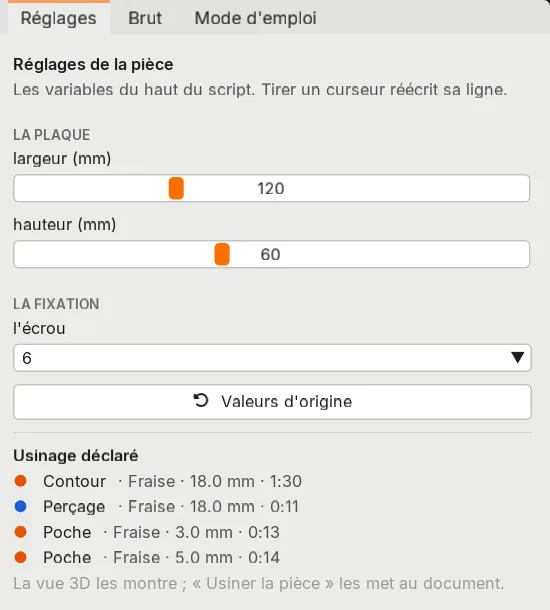 Réglages Brut Mode d'emploi
Réglages de la pièce
Les variables du haut du script. Tirer un curseur réécrit sa ligne.
LA PLAQUE
largeur (mm)
120
hauteur (mm)
60
LA FIXATION
l'écrou
6
Valeurs d'origine
Usinage déclaré
Contour · Fraise · 18.0 mm · 1:30
Perçage · Fraise · 18.0 mm · 0:11
Poche · Fraise · 3.0 mm · 0:13
Poche · Fraise · 5.0 mm · 0:14
La vue 3D les montre ; « Usiner la pièce » les met au document.